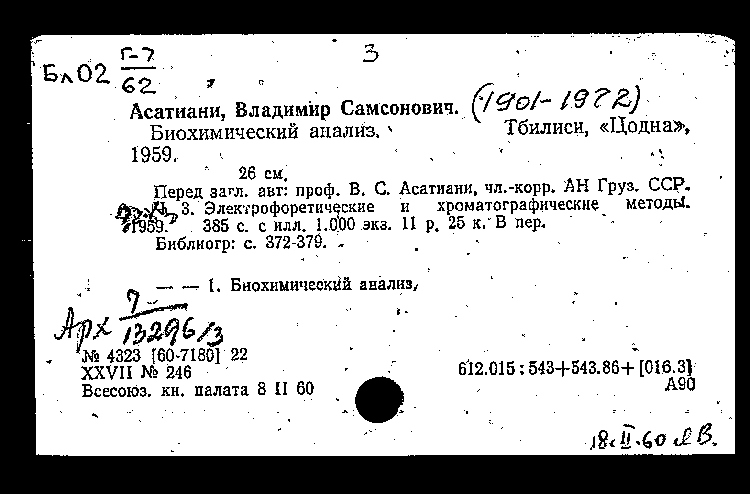 3
Бл02 Г-7
62
Асатиани, Владимир Самсонович. (1901-1972)
Биохимический анализ. Тбилиси, «Цодна»,
1959.
26 см.
Перед загл. авт: проф. В. С. Асатиани, чл.-корр. АН Груз. ССР.
Ч. 3. Электрофоретические и хроматографические методы.
1959. 385 с. с илл. 1.000 экз. 11 р. 25 к. В пер.
Библиогр: с. 372-379.
— — 1. Биохимический анализ,
Арх 7
13296/3
№ 4323 [60-7180] 22
XXVII № 246
Всесоюз. кн. палата 8 II 60
612.015:543+543.86+[016.3]
А90
18.II.60